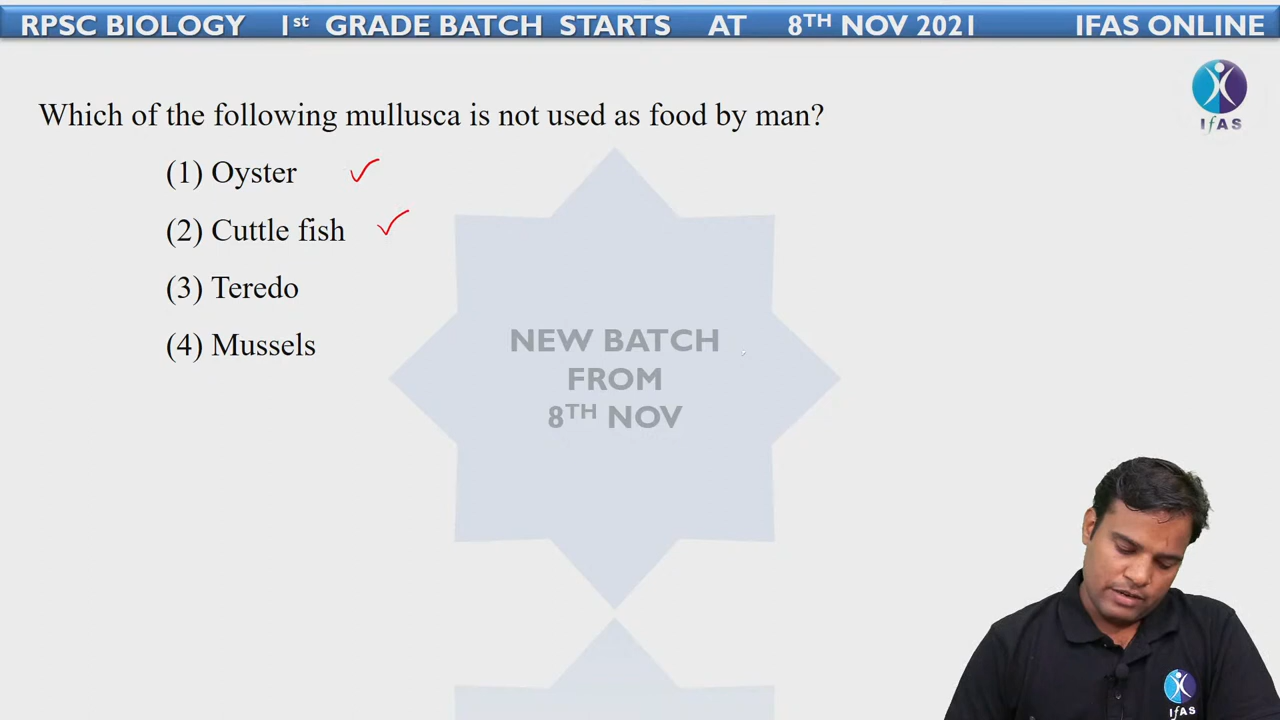 RPSC BIOLOGY 1st GRADE BATCH STARTS AT 8TH NOV 2021 IFAS ONLINE
IfAS
Which of the following mullusca is not used as food by man?
(1) Oyster
(2) Cuttle fish
(3) Teredo
(4) Mussels
NEW BATCH
FROM
8TH NOV
IfAS